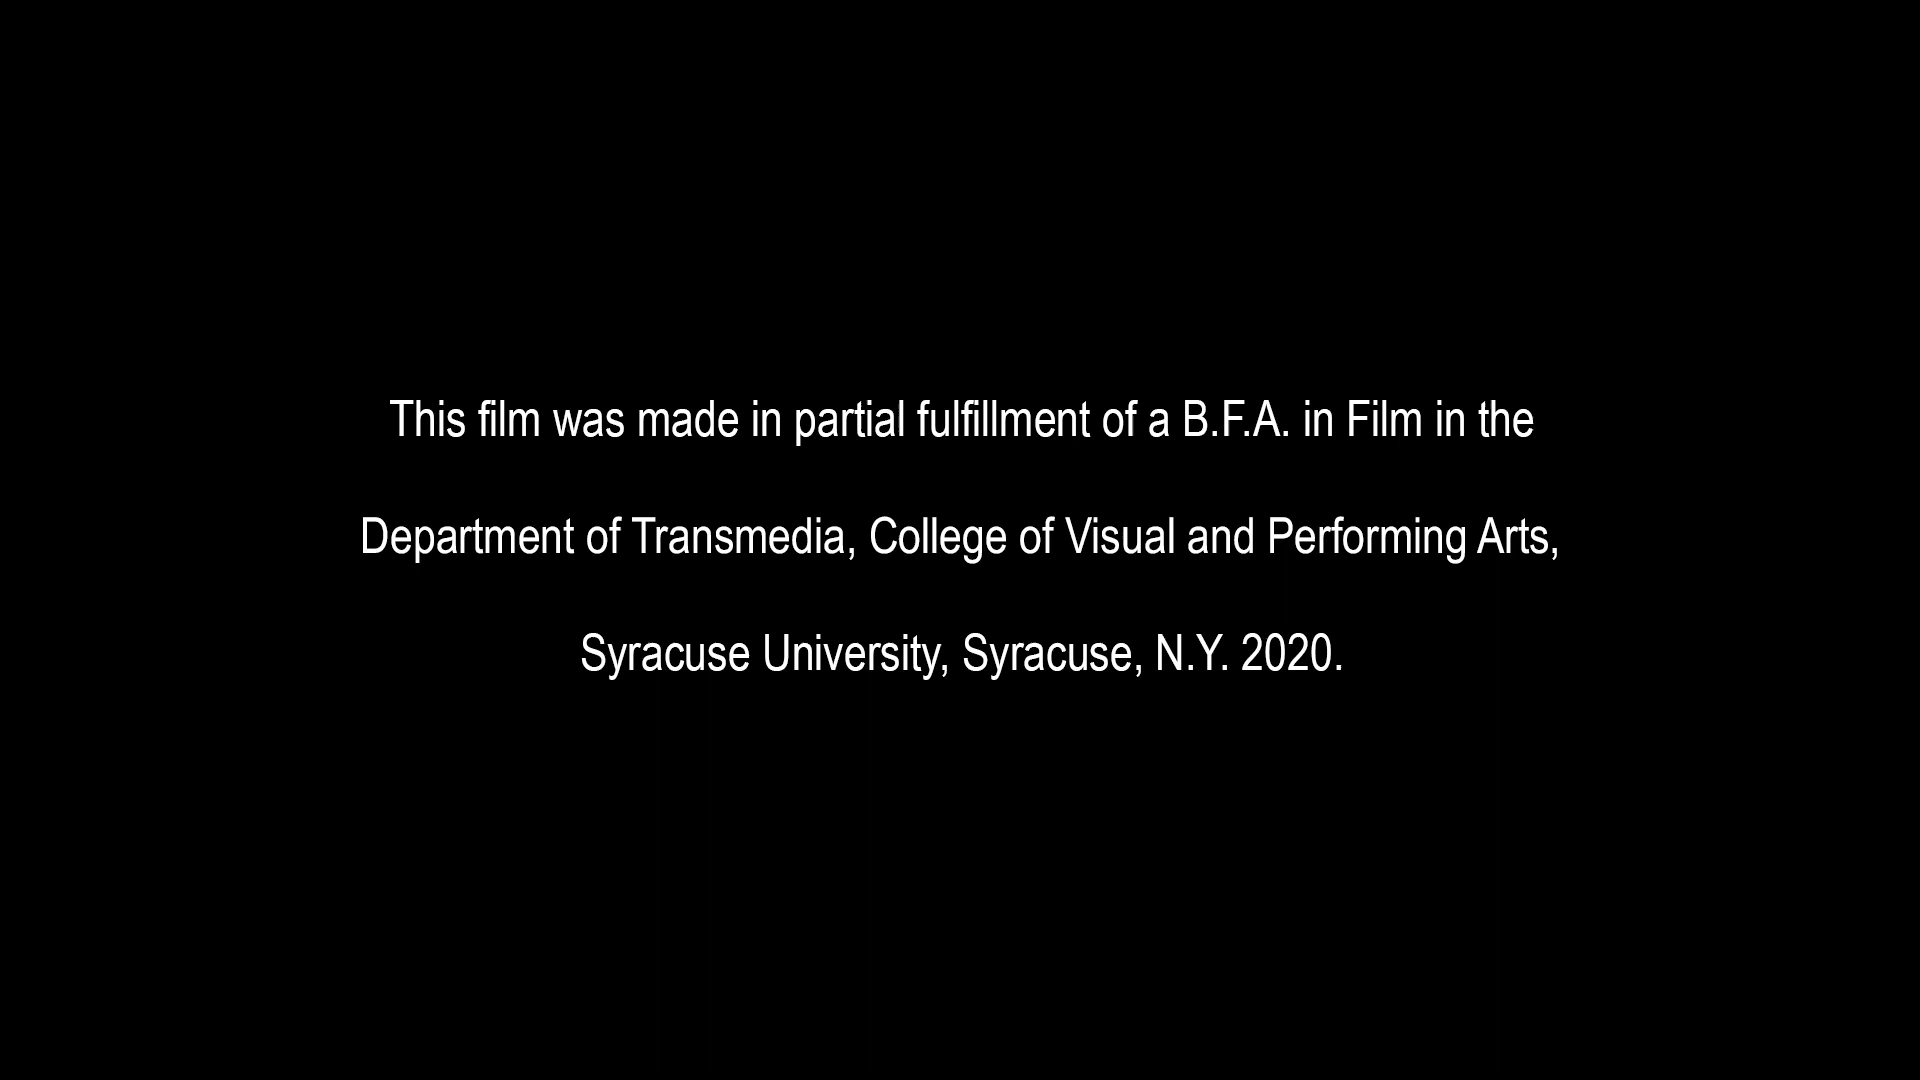 This film was made in partial fulfillment of a B.F.A. in Film in the
Department of Transmedia, College of Visual and Performing Arts,
Syracuse University, Syracuse, N.Y. 2020.